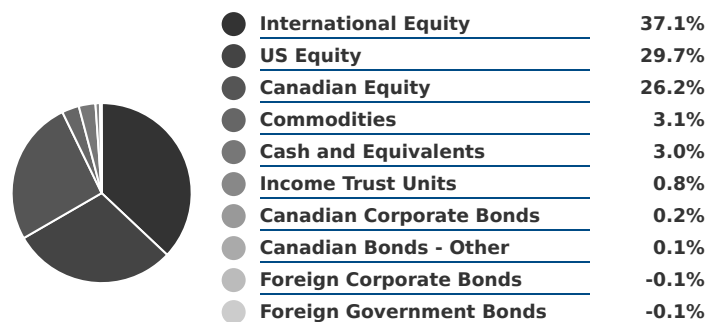 International Equity 37.1%
US Equity 29.7%
Canadian Equity 26.2%
Commodities 3.1%
Cash and Equivalents 3.0%
Income Trust Units 0.8%
Canadian Corporate Bonds 0.2%
Canadian Bonds - Other 0.1%
Foreign Corporate Bonds -0.1%
Foreign Government Bonds -0.1%